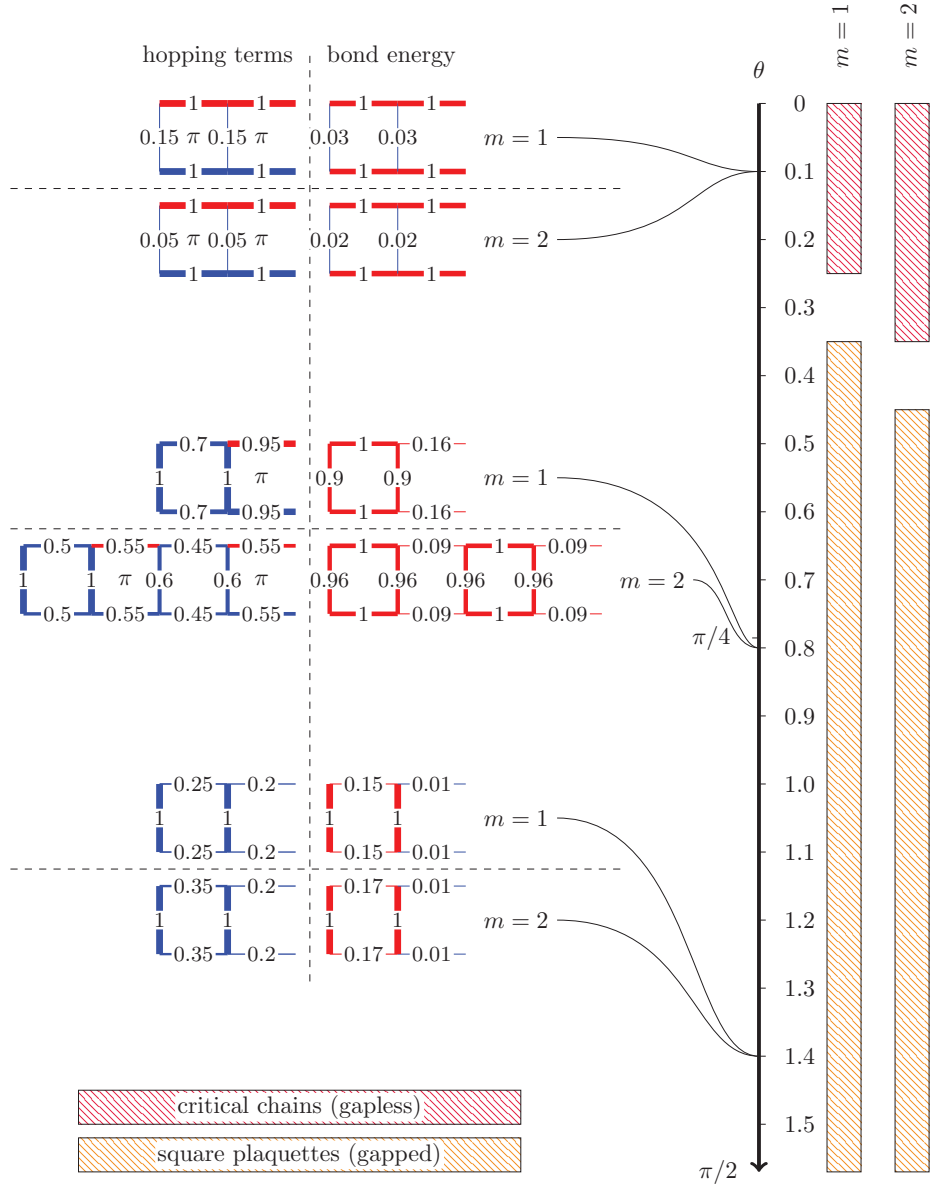 m = 1
m = 2
hopping terms
bond energy
θ
1 1
1 1
0
0.15 π 0.15 π
0.03 0.03
m = 1
1 1
1 1
0.1
1 1
1 1
0.05 π 0.05 π
0.02 0.02
m = 2
0.2
1 1
1 1
0.3
0.4
0.7 0.95
1 0.16
0.5
1 1 π
0.9 0.9
m = 1
0.7 0.95
1 0.16
0.6
0.5 0.55 0.45 0.55
1 0.09 1 0.09
1 1 π 0.6 0.6 π
0.96 0.96 0.96 0.96
m = 2
0.7
0.5 0.55 0.45 0.55
1 0.09 1 0.09
π/4
0.8
0.9
0.25 0.2
0.15 0.01
1.0
1 1
1 1
m = 1
0.25 0.2
0.15 0.01
1.1
0.35 0.2
0.17 0.01
1 1
1 1
m = 2
1.2
0.35 0.2
0.17 0.01
1.3
1.4
critical chains (gapless)
1.5
square plaquettes (gapped)
π/2